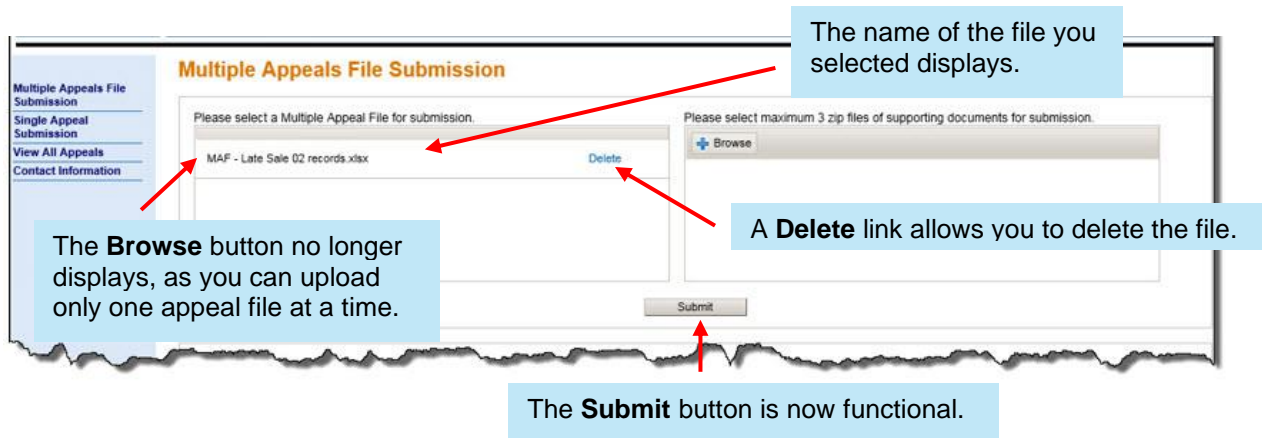 The name of the file you
selected displays.
Multiple Appeals File Submission
Multiple Appeals File
Submission
Single Appeal
Submission
View All Appeals
Contact Information
Please select a Multiple Appeal File for submission.
MAF - Late Sale 02 records.xlsx
Delete
Please select maximum 3 zip files of supporting documents for submission.
Browse
A Delete link allows you to delete the file.
The Browse button no longer
displays, as you can upload
only one appeal file at a time.
Submit
The Submit button is now functional.